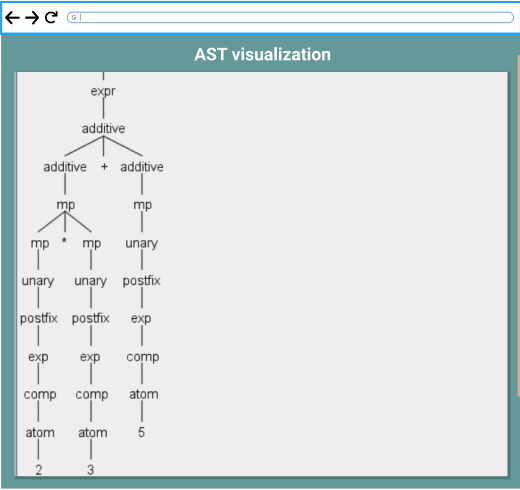 G
AST visualization
expr
additive
additive + additive
mp mp
mp * mp unary
unary unary postfix
postfix postfix exp
exp exp comp
comp comp atom
atom atom 5
2 3